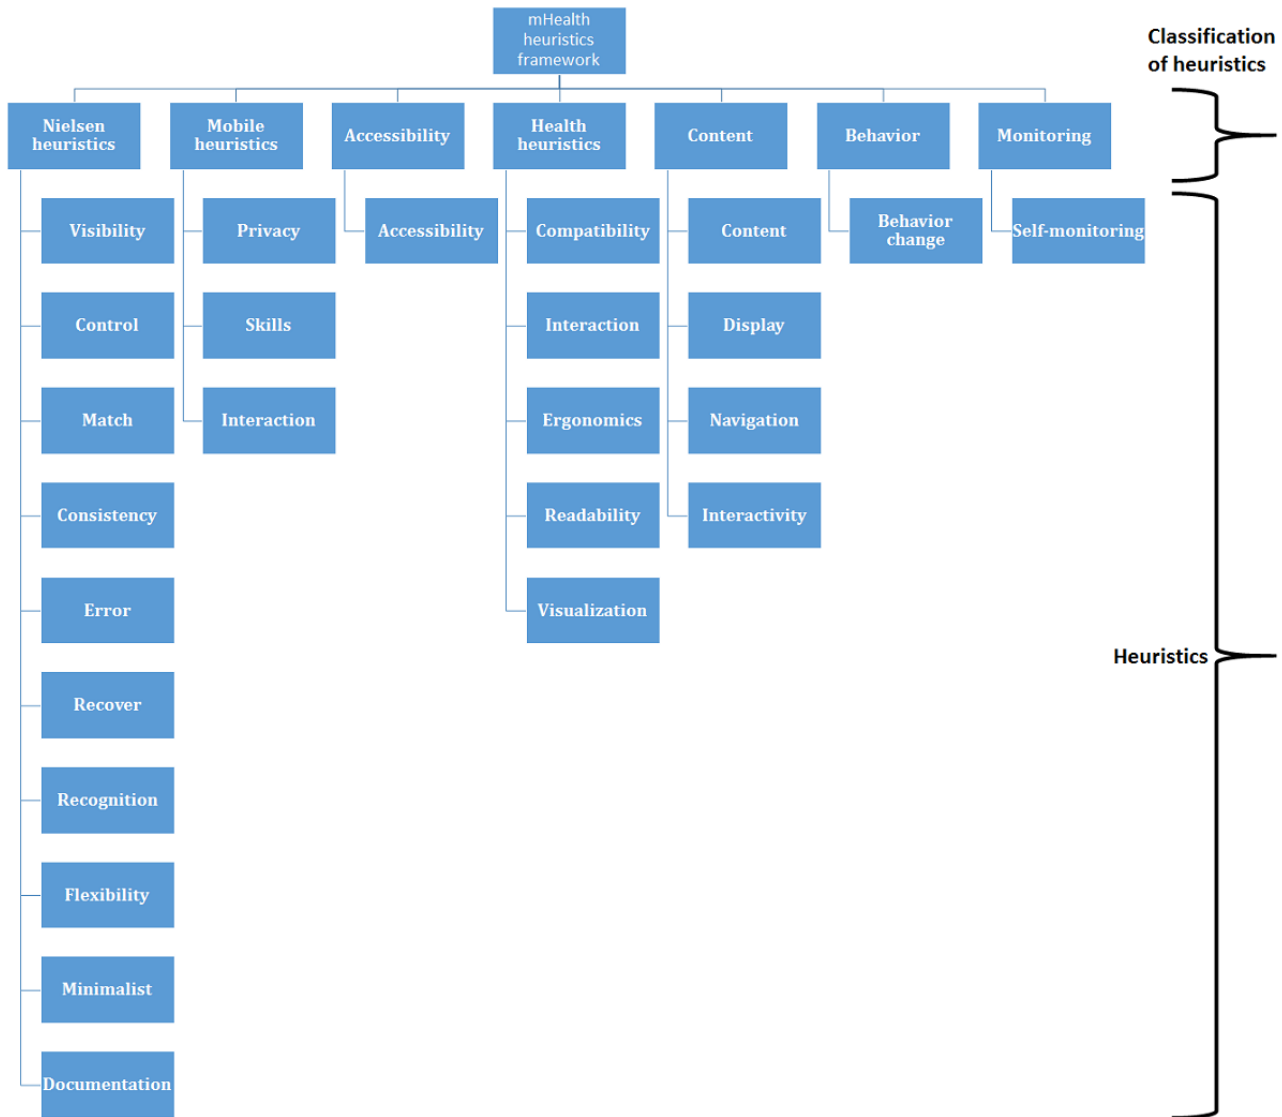 mHealth
heuristics
framework
Classification
of heuristics
Nielsen
heuristics
Mobile
heuristics
Accessibility
Health
heuristics
Content
Behavior
Monitoring
Visibility
Privacy
Accessibility
Compatibility
Content
Behavior
change
Self-monitoring
Control
Skills
Interaction
Display
Match
Interaction
Ergonomics
Navigation
Consistency
Readability
Interactivity
Error
Visualization
Heuristics
Recover
Recognition
Flexibility
Minimalist
Documentation